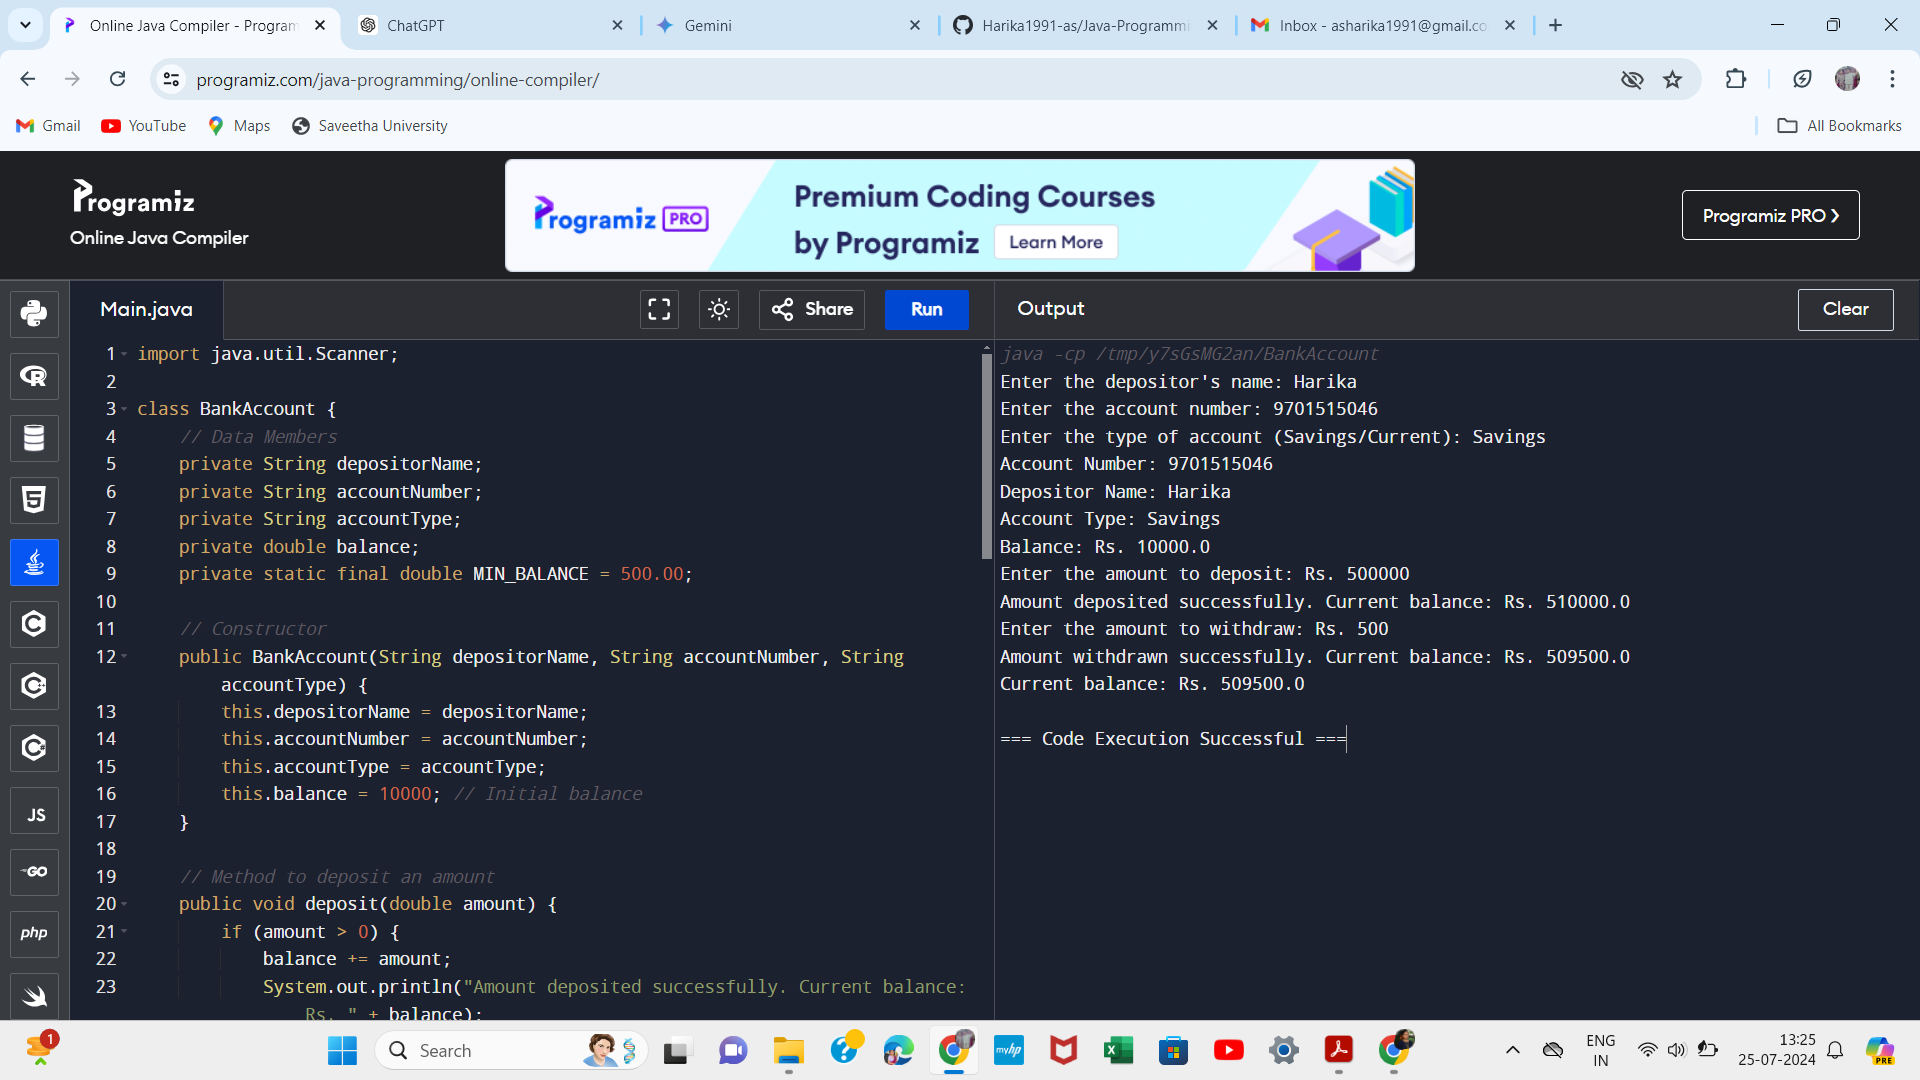 Online Java Compiler - Program
ChatGPT
Gemini
Harika1991-as/Java-Programmi
Inbox - asharika1991@gmail.co
programiz.com/java-programming/online-compiler/
Gmail
YouTube
Maps
Saveetha University
All Bookmarks
Programiz
Online Java Compiler
Programiz PRO
Premium Coding Courses
by Programiz
Learn More
Programiz PRO ❯
Main.java
Share
Run
Output
Clear
1 import java.util.Scanner;
2
3 class BankAccount {
4 // Data Members
5 private String depositorName;
6 private String accountNumber;
7 private String accountType;
8 private double balance;
9 private static final double MIN_BALANCE = 500.00;
10
11 // Constructor
12 public BankAccount(String depositorName, String accountNumber, String
accountType) {
13 this.depositorName = depositorName;
14 this.accountNumber = accountNumber;
15 this.accountType = accountType;
16 this.balance = 10000; // Initial balance
17 }
18
19 // Method to deposit an amount
20 public void deposit(double amount) {
21 if (amount > 0) {
22 balance += amount;
23 System.out.println("Amount deposited successfully. Current balance:
Rs. " + balance);
java -cp /tmp/y7sGsMG2an/BankAccount
Enter the depositor's name: Harika
Enter the account number: 9701515046
Enter the type of account (Savings/Current): Savings
Account Number: 9701515046
Depositor Name: Harika
Account Type: Savings
Balance: Rs. 10000.0
Enter the amount to deposit: Rs. 500000
Amount deposited successfully. Current balance: Rs. 510000.0
Enter the amount to withdraw: Rs. 500
Amount withdrawn successfully. Current balance: Rs. 509500.0
Current balance: Rs. 509500.0
=== Code Execution Successful ===
JS
GO
php
1
Search
myhp
ENG
IN
13:25
25-07-2024
PRE